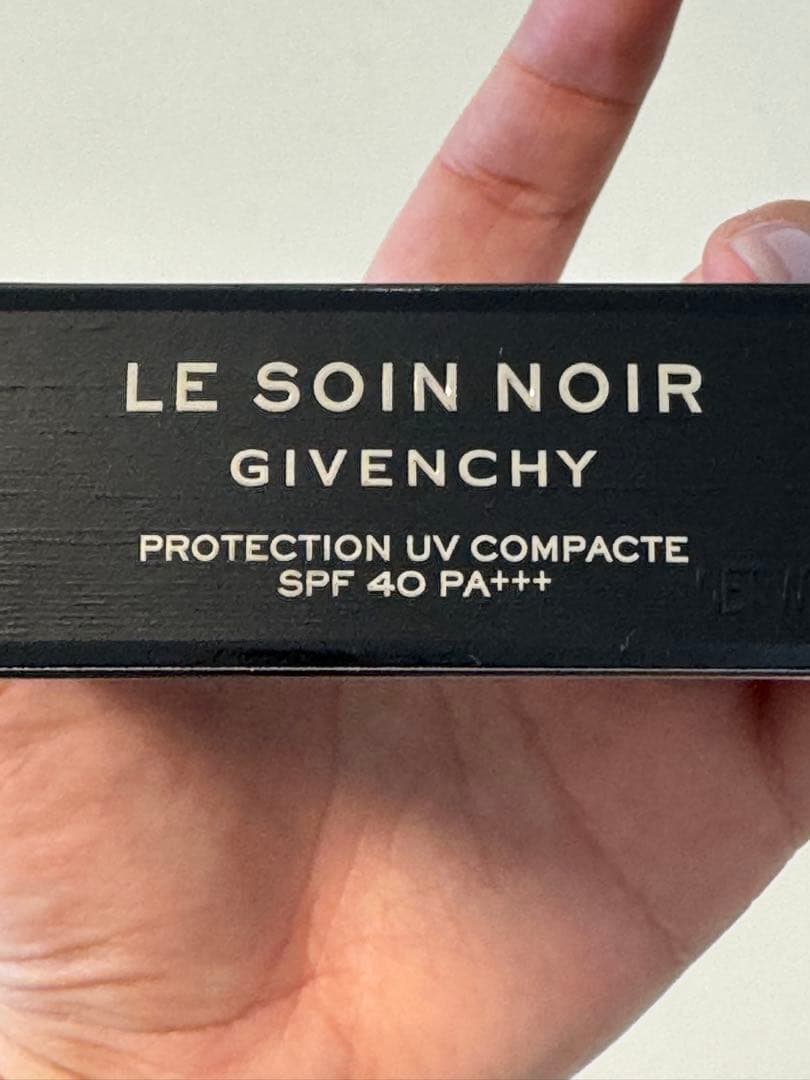 LE SOIN NOIR
GIVENCHY
PROTECTION UV COMPACTE
SPF 40 PA+++